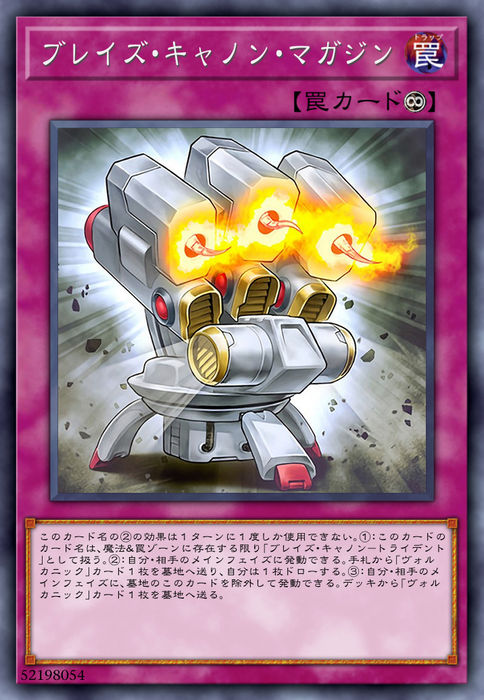 ブレイズ・キャノン・マガジン
トラップ
罠
【罠カード】
このカード名の②の効果は１ターンに１度しか使用できない。①:このカードの
カード名は、魔法&罠ゾーンに存在する限り「ブレイズ・キャノン−トライデント
」として扱う。②:自分・相手のメインフェイズに発動できる。手札から「ヴォル
カニック」カード１枚を墓地へ送り、自分は１枚ドローする。③:自分・相手のメ
インフェイズに、墓地のこのカードを除外して発動できる。デッキから「ヴォル
カニック」カード１枚を墓地へ送る。
52198054